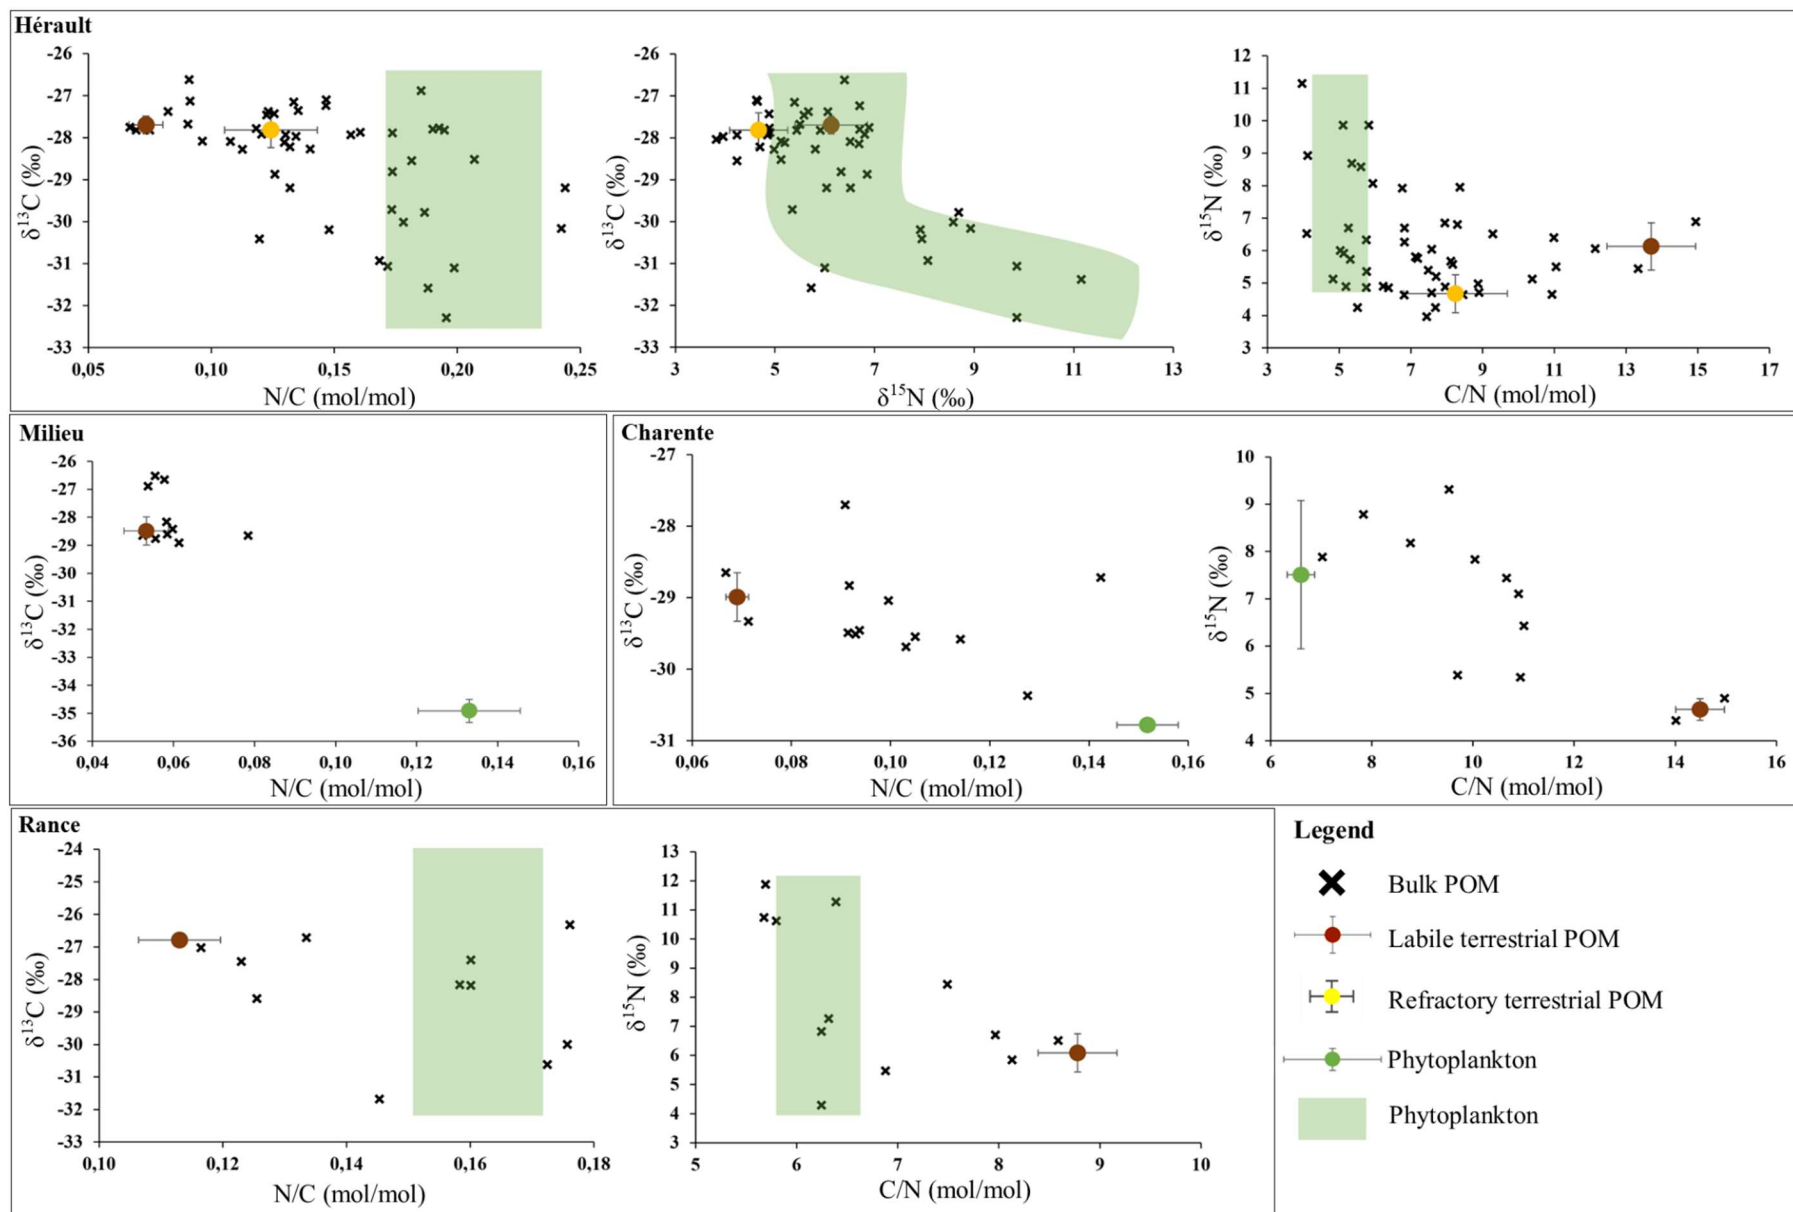 Hérault
-26
-27
-28
-29
-30
-31
-32
-33
δ¹³C (‰)
0,05 0,10 0,15 0,20 0,25
N/C (mol/mol)
-26
-27
-28
-29
-30
-31
-32
-33
δ¹³C (‰)
3 5 7 9 11 13
δ¹⁵N (‰)
12
11
10
9
8
7
6
5
4
3
δ¹⁵N (‰)
3 5 7 9 11 13 15 17
C/N (mol/mol)
Milieu
-26
-27
-28
-29
-30
-31
-32
-33
-34
-35
-36
δ¹³C (‰)
0,04 0,06 0,08 0,10 0,12 0,14 0,16
N/C (mol/mol)
Charente
-27
-28
-29
-30
-31
δ¹³C (‰)
0,06 0,08 0,10 0,12 0,14 0,16
N/C (mol/mol)
10
9
8
7
6
5
4
δ¹⁵N (‰)
6 8 10 12 14 16
C/N (mol/mol)
Rance
-24
-25
-26
-27
-28
-29
-30
-31
-32
-33
δ¹³C (‰)
0,10 0,12 0,14 0,16 0,18
N/C (mol/mol)
13
12
11
10
9
8
7
6
5
4
3
δ¹⁵N (‰)
5 6 7 8 9 10
C/N (mol/mol)
Legend
Bulk POM
Labile terrestrial POM
Refractory terrestrial POM
Phytoplankton
Phytoplankton